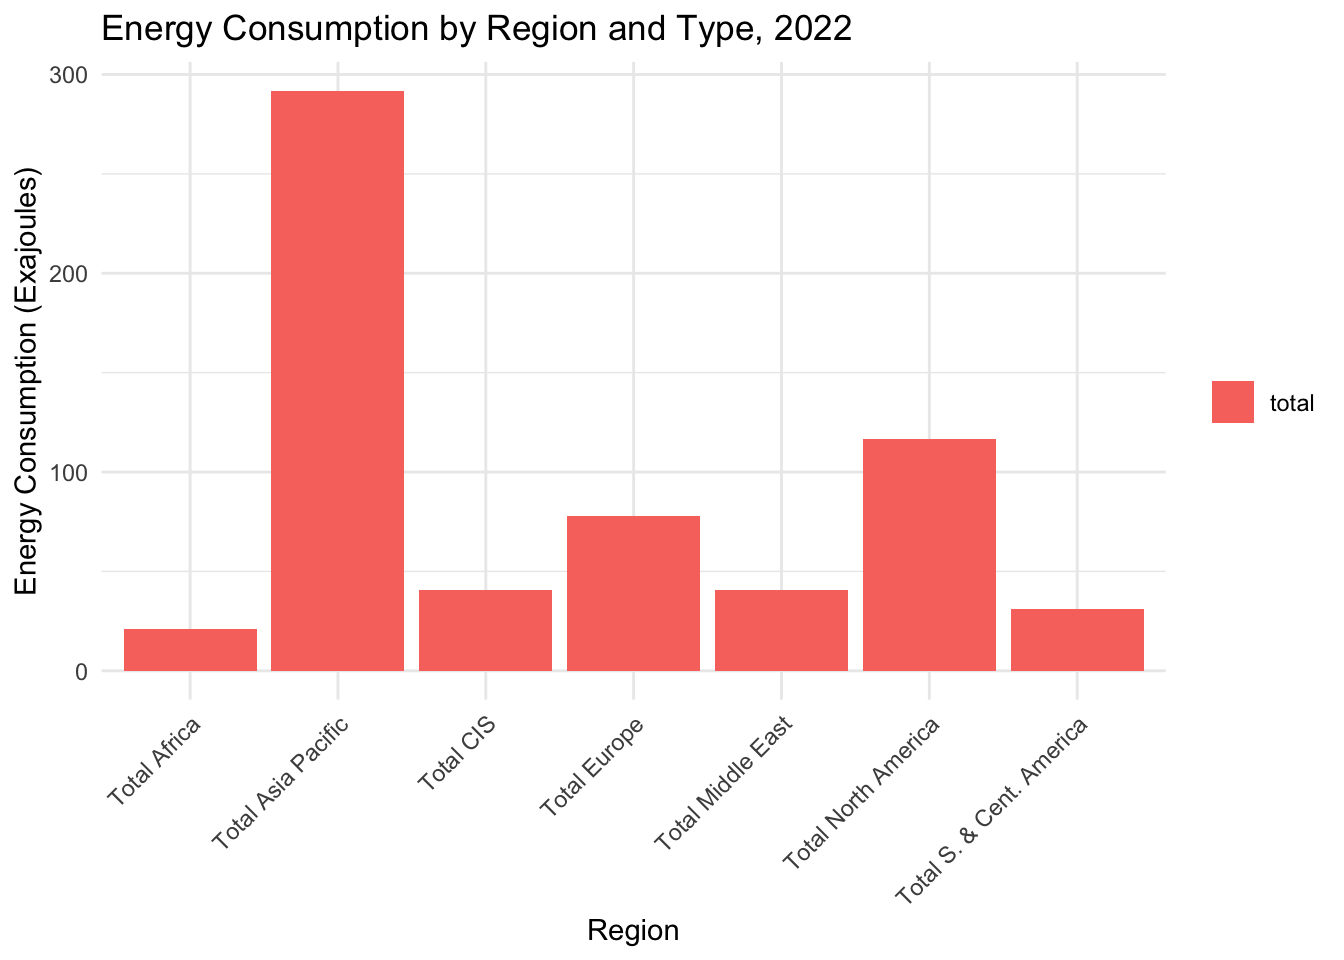 Energy Consumption by Region and Type, 2022
Energy Consumption (Exajoules)
300
200
100
0
total
Total Africa
Total Asia Pacific
Total CIS
Total Europe
Total Middle East
Total North America
Total S. & Cent. America
Region